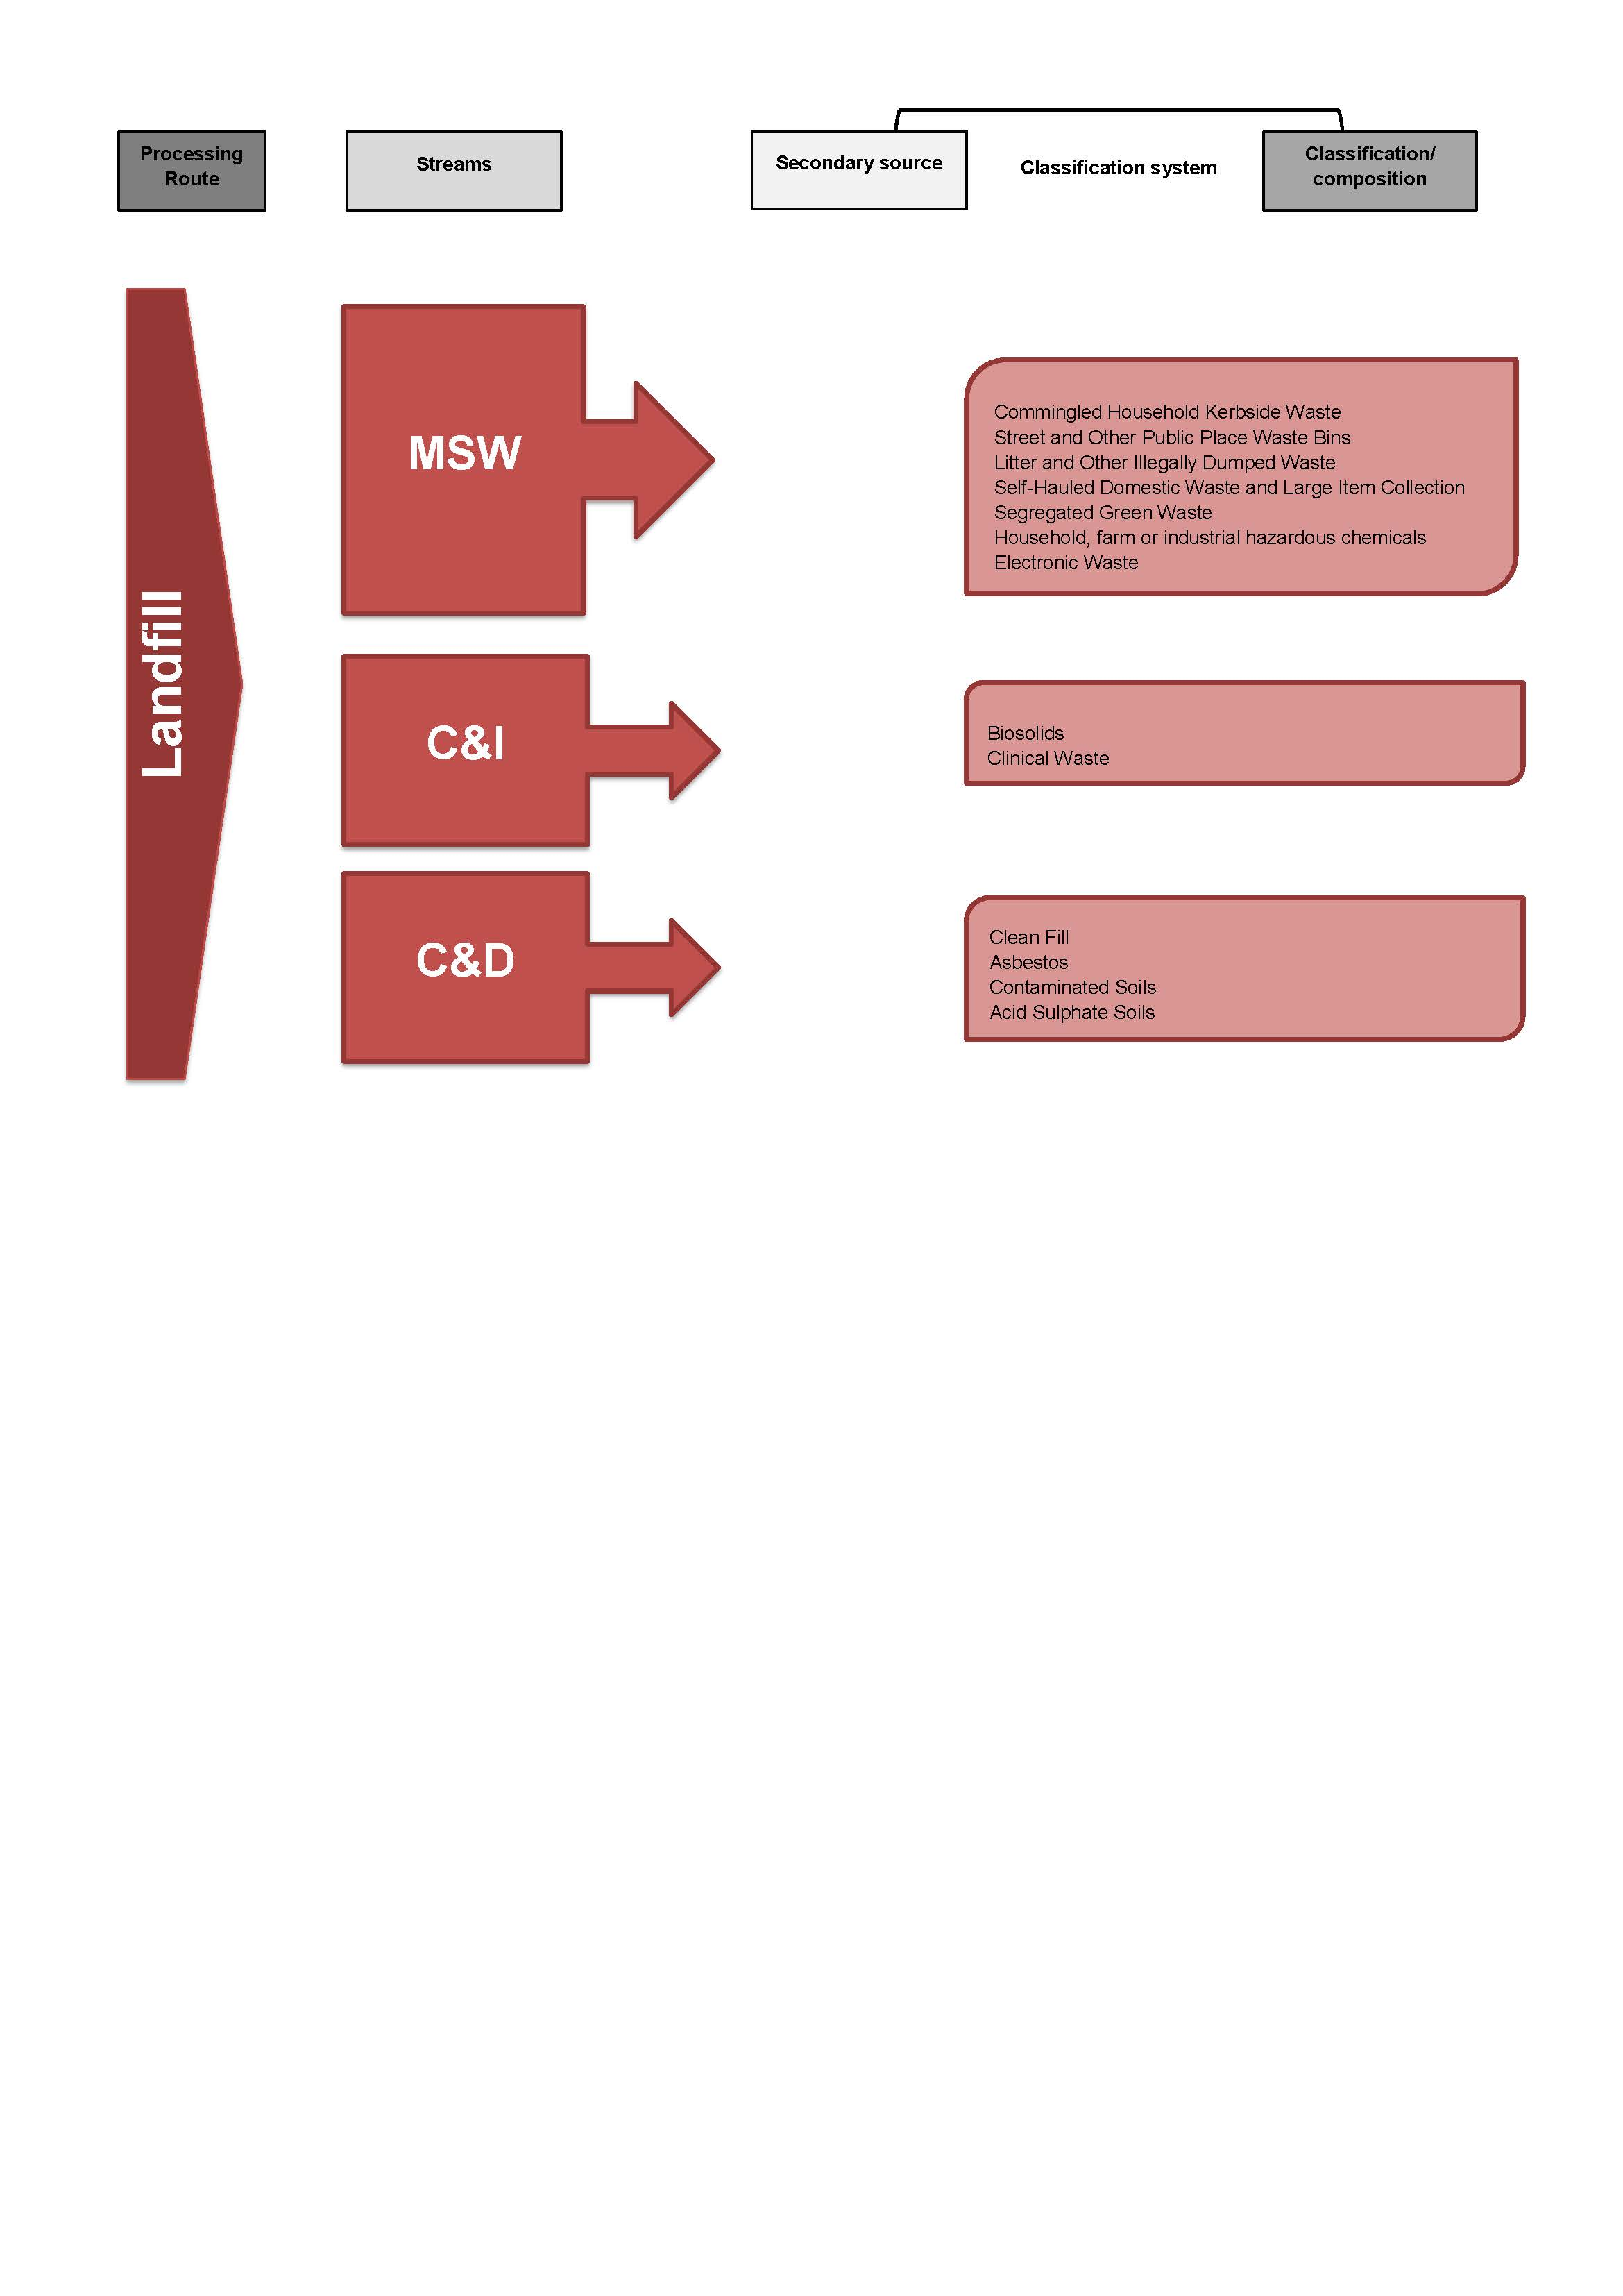 Processing
Route
Streams
Secondary source
Classification system
Classification/
composition
Landfill
MSW
Commingled Household Kerbside Waste
Street and Other Public Place Waste Bins
Litter and Other Illegally Dumped Waste
Self-Hauled Domestic Waste and Large Item Collection
Segregated Green Waste
Household, farm or industrial hazardous chemicals
Electronic Waste
C&I
Biosolids
Clinical Waste
C&D
Clean Fill
Asbestos
Contaminated Soils
Acid Sulphate Soils